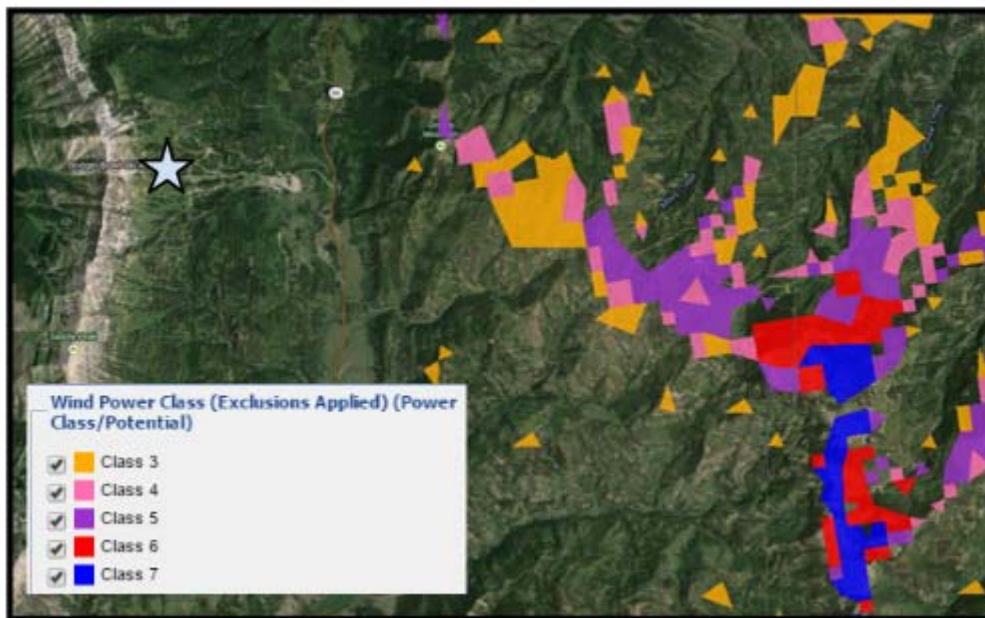 Wind Power Class (Exclusions Applied) (Power
Class/Potential)
Class 3
Class 4
Class 5
Class 6
Class 7